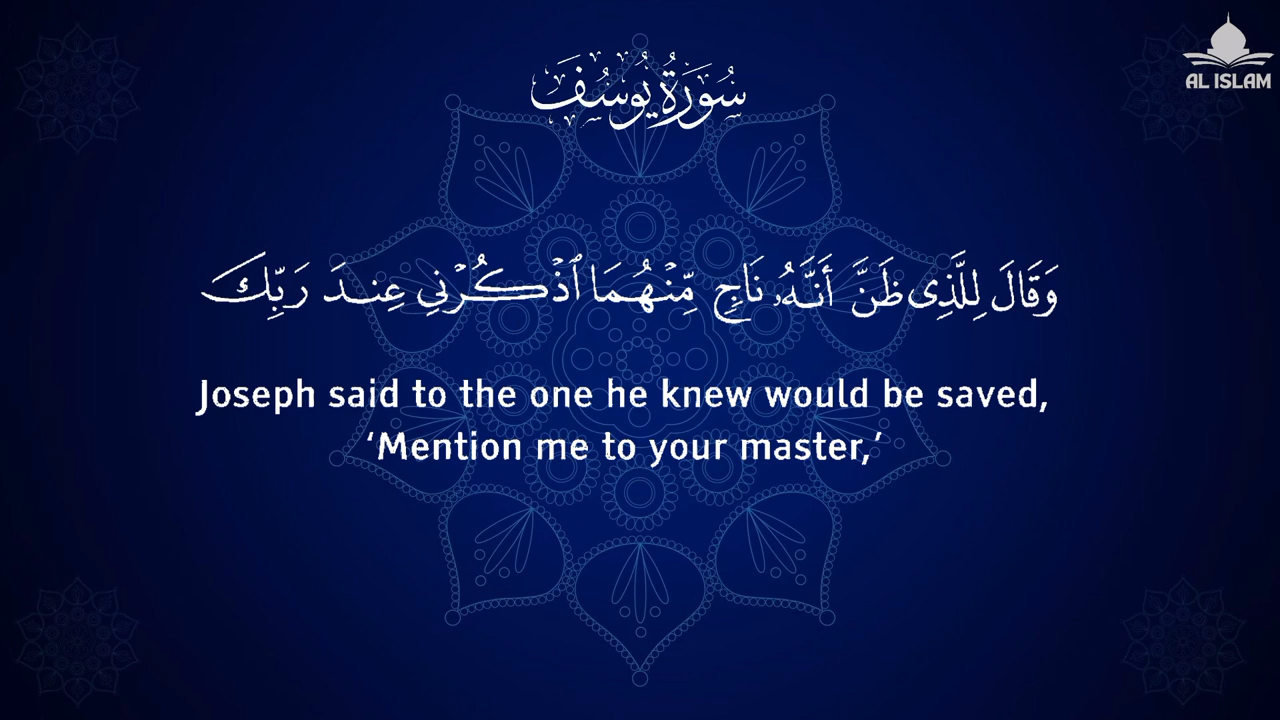 سُورَةُ يُوسُفَ
AL ISLAM
وَقَالَ لِلَّذِى ظَنَّ أَنَّهُۥ نَاجٍ مِّنْهُمَا ٱذْكُرْنِى عِندَ رَبِّكَ
Joseph said to the one he knew would be saved,
‘Mention me to your master,’